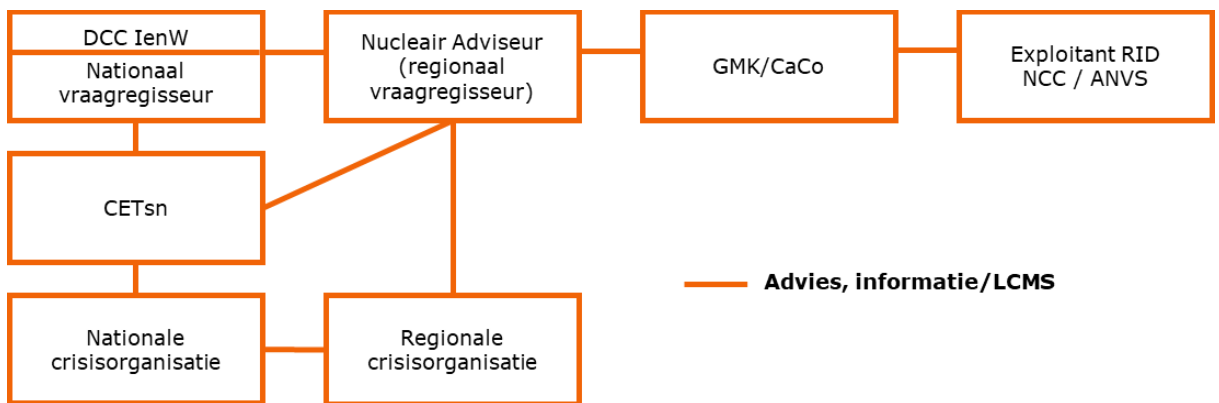 DCC IenW
Nationaal
vraagregisseur
Nucleair Adviseur
(regionaal
vraagregisseur)
GMK/CaCo
Exploitant RID
NCC / ANVS
CETsn
Advies, informatie/LCMS
Nationale
crisisorganisatie
Regionale
crisisorganisatie